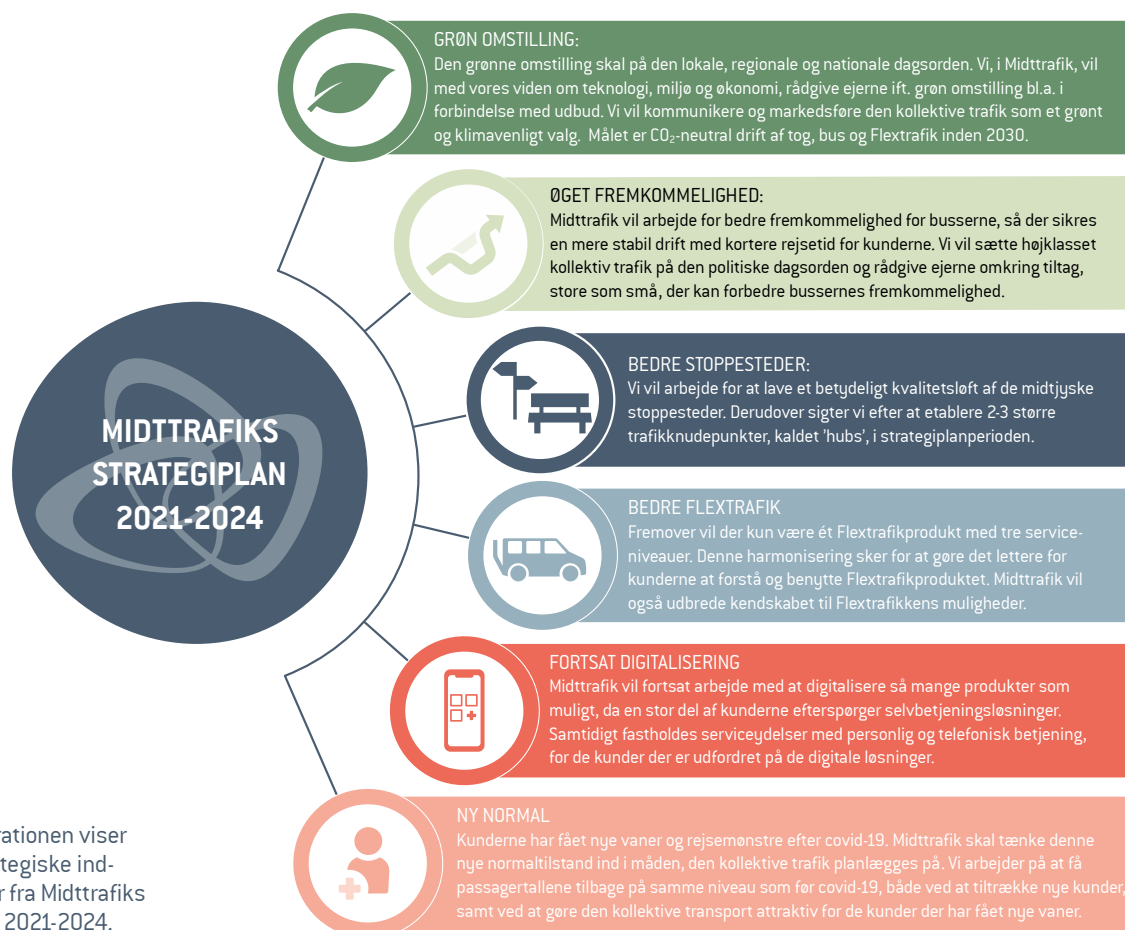 GRØN OMSTILLING:
Den grønne omstilling skal på den lokale, regionale og nationale dagsorden. Vi, i Midttrafik, vil
med vores viden om teknologi, miljø og økonomi, rådgive ejerne ift. grøn omstilling bl.a. i
forbindelse med udbud. Vi vil kommunikere og markedsføre den kollektive trafik som et grønt
og klimavenligt valg. Målet er CO₂-neutral drift af tog, bus og Flextrafik inden 2030.
ØGET FREMKOMMELIGHED:
Midttrafik vil arbejde for bedre fremkommelighed for busserne, så der sikres
en mere stabil drift med kortere rejsetid for kunderne. Vi vil sætte højklasset
kollektiv trafik på den politiske dagsorden og rådgive ejerne omkring tiltag,
store som små, der kan forbedre bussernes fremkommelighed.
BEDRE STOPPESTEDER:
Vi vil arbejde for at lave et betydeligt kvalitetsløft af de midtjyske
stoppesteder. Derudover sigter vi efter at etablere 2-3 større
trafikknudepunkter, kaldet 'hubs', i strategiplanperioden.
MIDTTRAFIKS
STRATEGIPLAN
2021-2024
BEDRE FLEXTRAFIK
Fremover vil der kun være ét Flextrafikprodukt med tre service-
niveauer. Denne harmonisering sker for at gøre det lettere for
kunderne at forstå og benytte Flextrafikproduktet. Midttrafik vil
også udbrede kendskabet til Flextrafikkens muligheder.
FORTSAT DIGITALISERING
Midttrafik vil fortsat arbejde med at digitalisere så mange produkter som
muligt, da en stor del af kunderne efterspørger selvbetjeningsløsninger.
Samtidigt fastholdes serviceydelser med personlig og telefonisk betjening,
for de kunder der er udfordret på de digitale løsninger.
NY NORMAL
Kunderne har fået nye vaner og rejsemønstre efter covid-19. Midttrafik skal tænke denne
nye normaltilstand ind i måden, den kollektive trafik planlægges på. Vi arbejder på at få
passagertallene tilbage på samme niveau som før covid-19, både ved at tiltrække nye kunder,
samt ved at gøre den kollektive transport attraktiv for de kunder der har fået nye vaner.
rationen viser
tegiske ind-
r fra Midttrafiks
2021-2024.